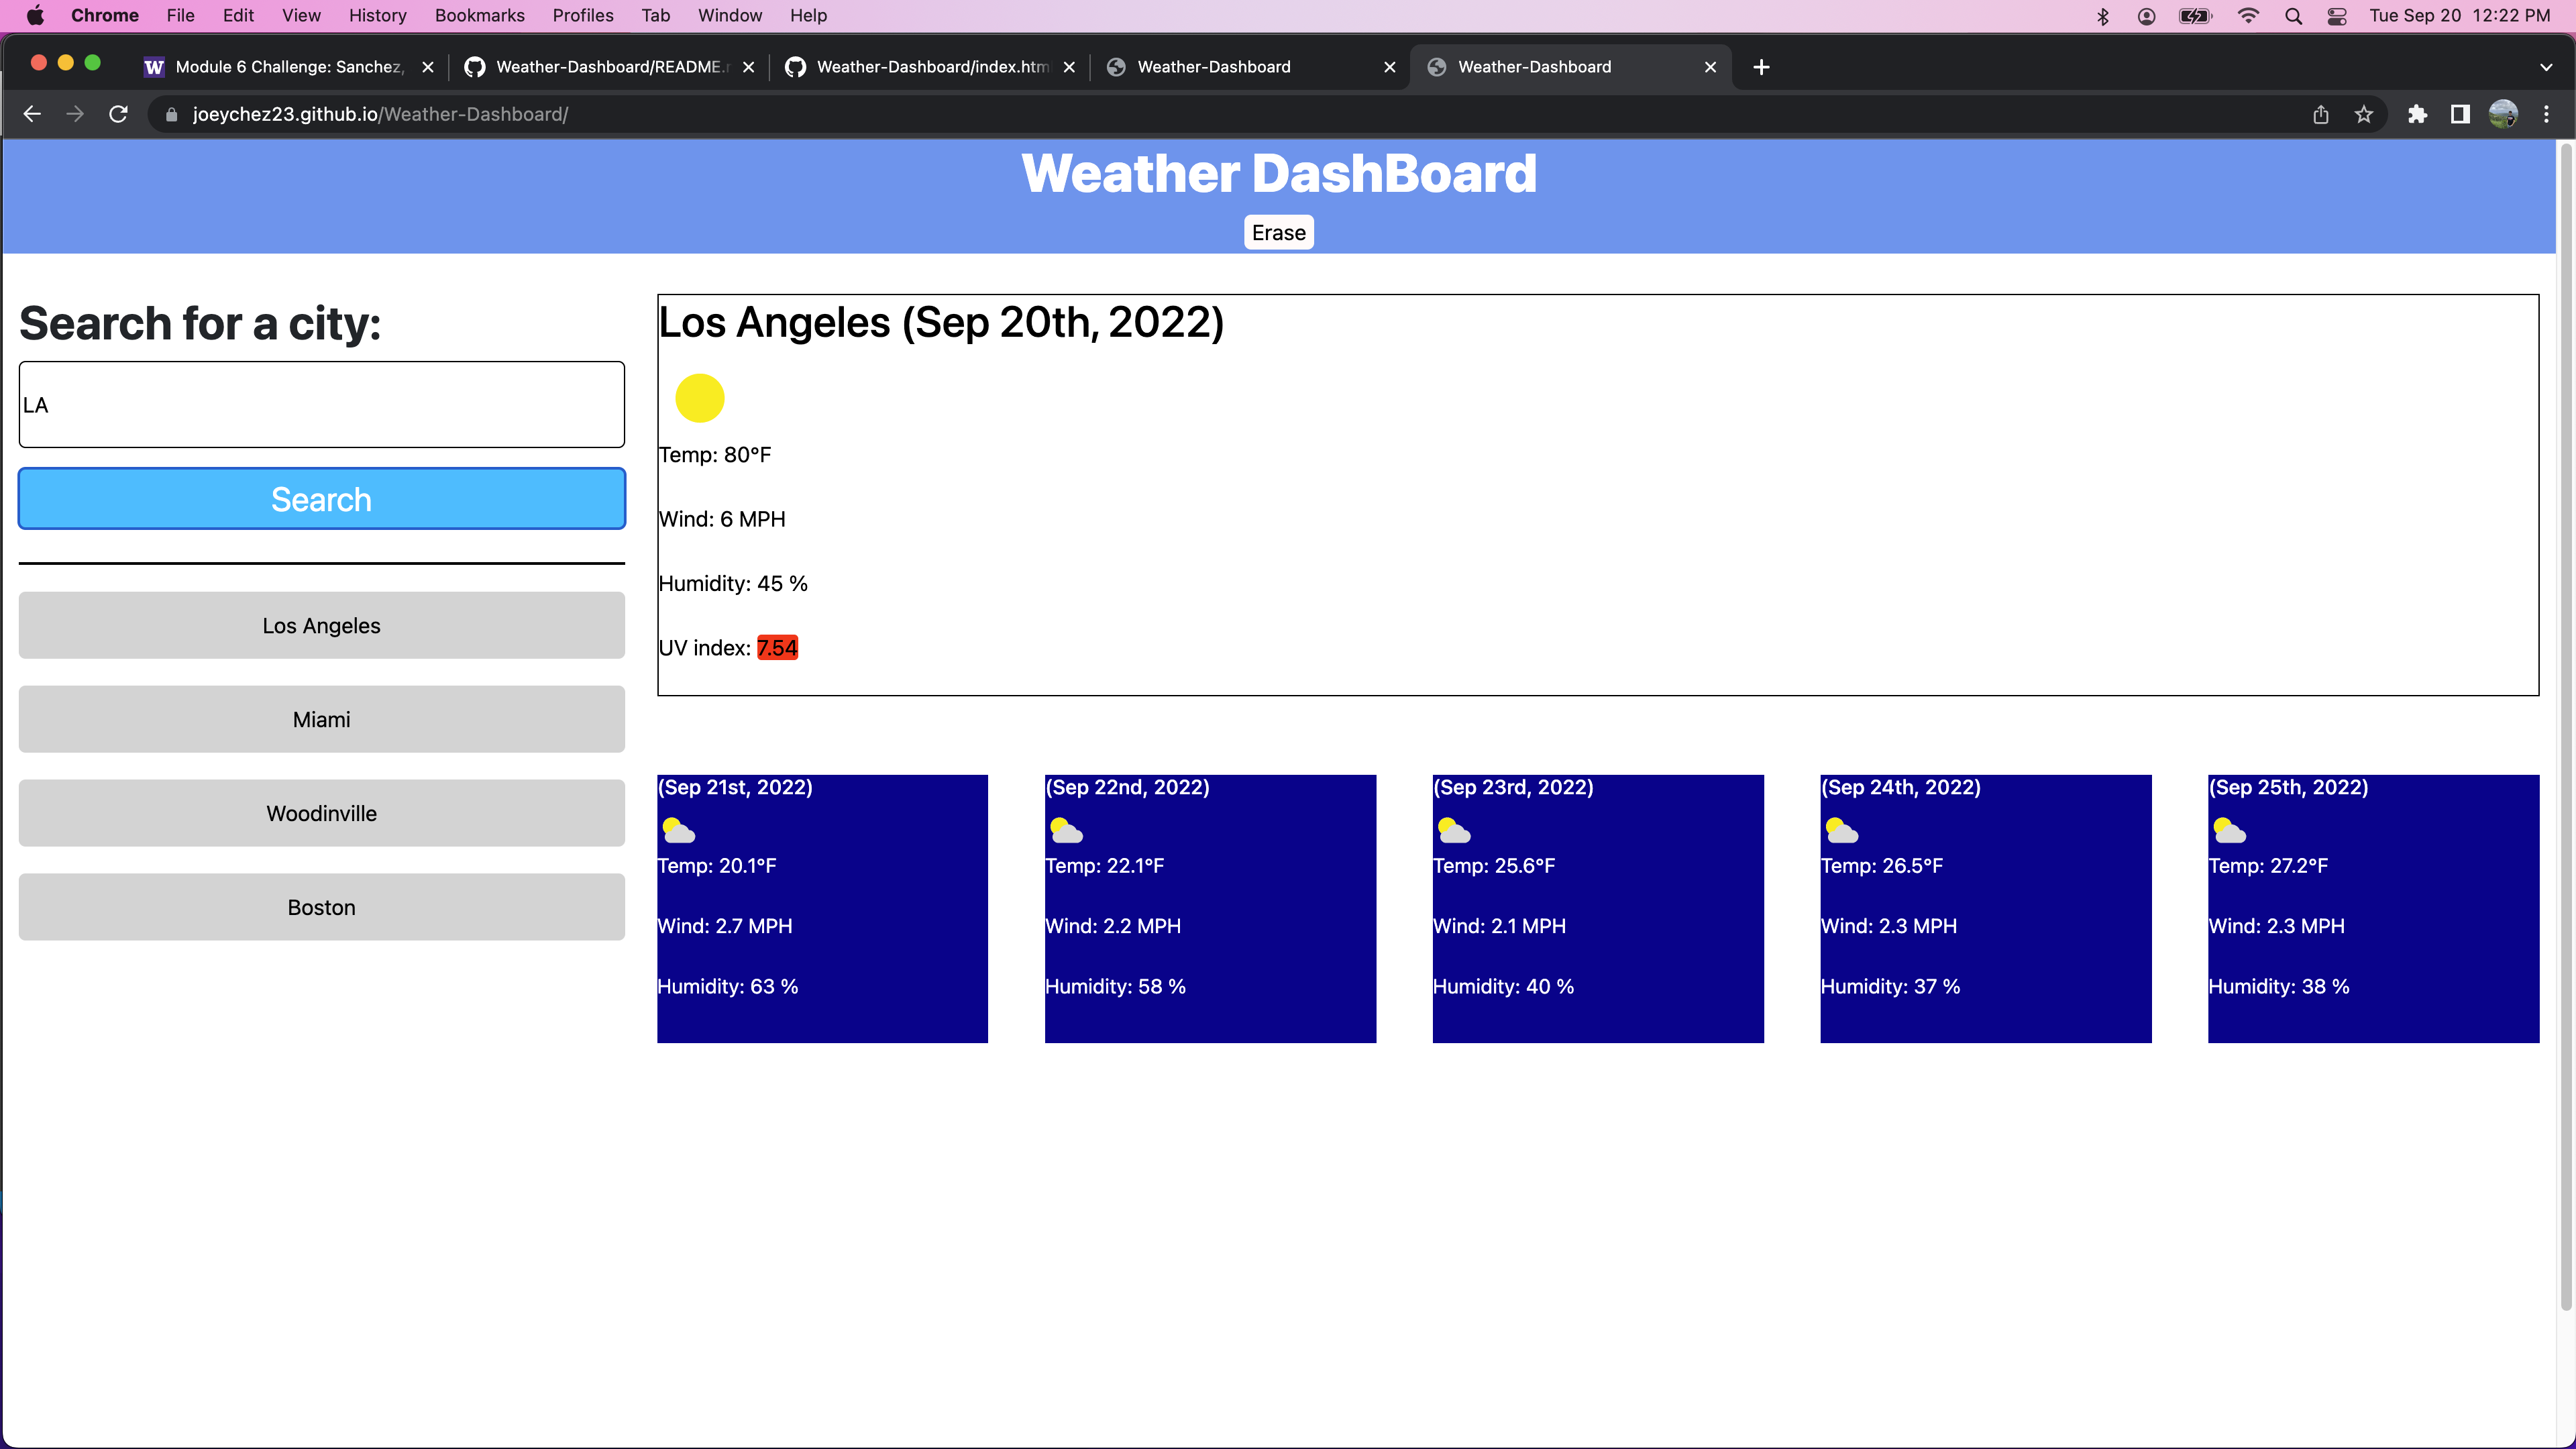 Chrome File Edit View History Bookmarks Profiles Tab Window Help Tue Sep 20 12:22 PM
W Module 6 Challenge: Sanchez, Weather-Dashboard/README. Weather-Dashboard/index.htm Weather-Dashboard Weather-Dashboard
joeychez23.github.io/Weather-Dashboard/
Weather DashBoard
Erase
Search for a city:
LA
Search
Los Angeles
Miami
Woodinville
Boston
Los Angeles (Sep 20th, 2022)
Temp: 80°F
Wind: 6 MPH
Humidity: 45 %
UV index: 7.54
(Sep 21st, 2022)
Temp: 20.1°F
Wind: 2.7 MPH
Humidity: 63 %
(Sep 22nd, 2022)
Temp: 22.1°F
Wind: 2.2 MPH
Humidity: 58 %
(Sep 23rd, 2022)
Temp: 25.6°F
Wind: 2.1 MPH
Humidity: 40 %
(Sep 24th, 2022)
Temp: 26.5°F
Wind: 2.3 MPH
Humidity: 37 %
(Sep 25th, 2022)
Temp: 27.2°F
Wind: 2.3 MPH
Humidity: 38 %